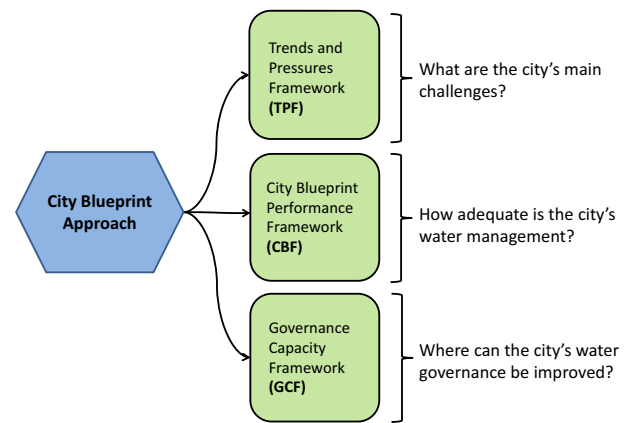 City Blueprint
Approach
Trends and
Pressures
Framework
(TPF)
What are the city’s main
challenges?
City Blueprint
Performance
Framework
(CBF)
How adequate is the city’s
water management?
Governance
Capacity
Framework
(GCF)
Where can the city’s water
governance be improved?